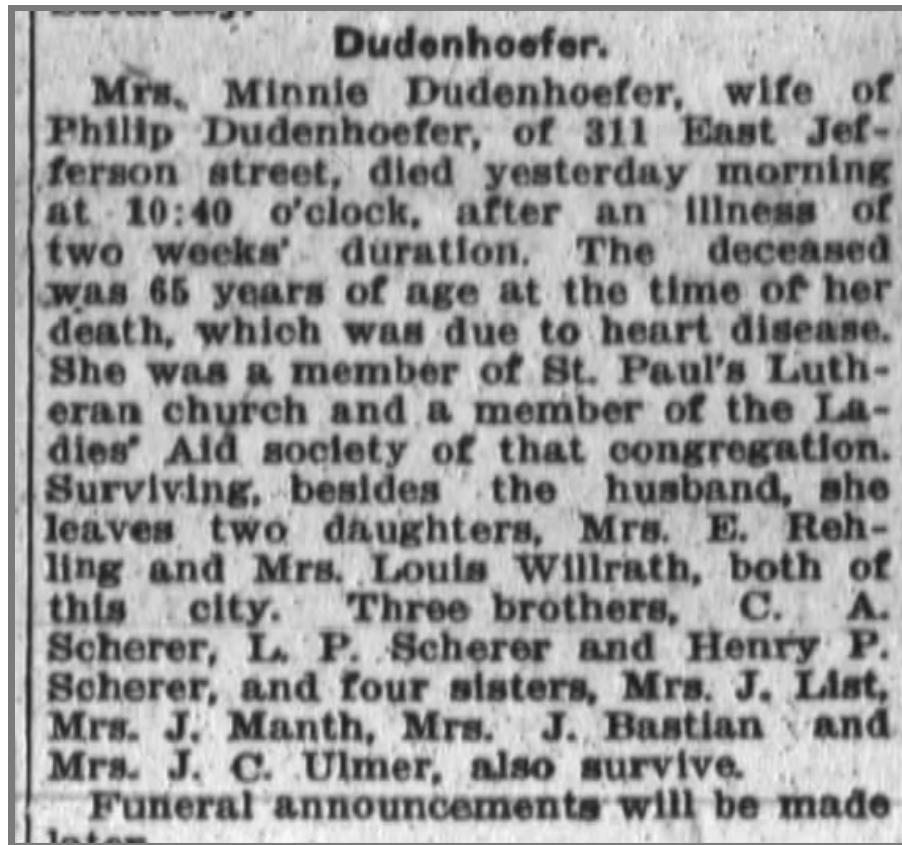 Dudenhoefer.
Mrs. Minnie Dudenhoefer, wife of
Philip Dudenhoefer, of 311 East Jef-
ferson street, died yesterday morning
at 10:40 o'clock, after an illness of
two weeks' duration. The deceased
was 65 years of age at the time of her
death, which was due to heart disease.
She was a member of St. Paul's Luth-
eran church and a member of the La-
dies' Aid society of that congregation.
Surviving, besides the husband, she
leaves two daughters, Mrs. E. Reh-
ling and Mrs. Louis Willrath, both of
this city. Three brothers, C. A.
Scherer, L. P. Scherer and Henry P.
Scherer, and four sisters, Mrs. J. List,
Mrs. J. Manth, Mrs. J. Bastian and
Mrs. J. C. Ulmer, also survive.
Funeral announcements will be made